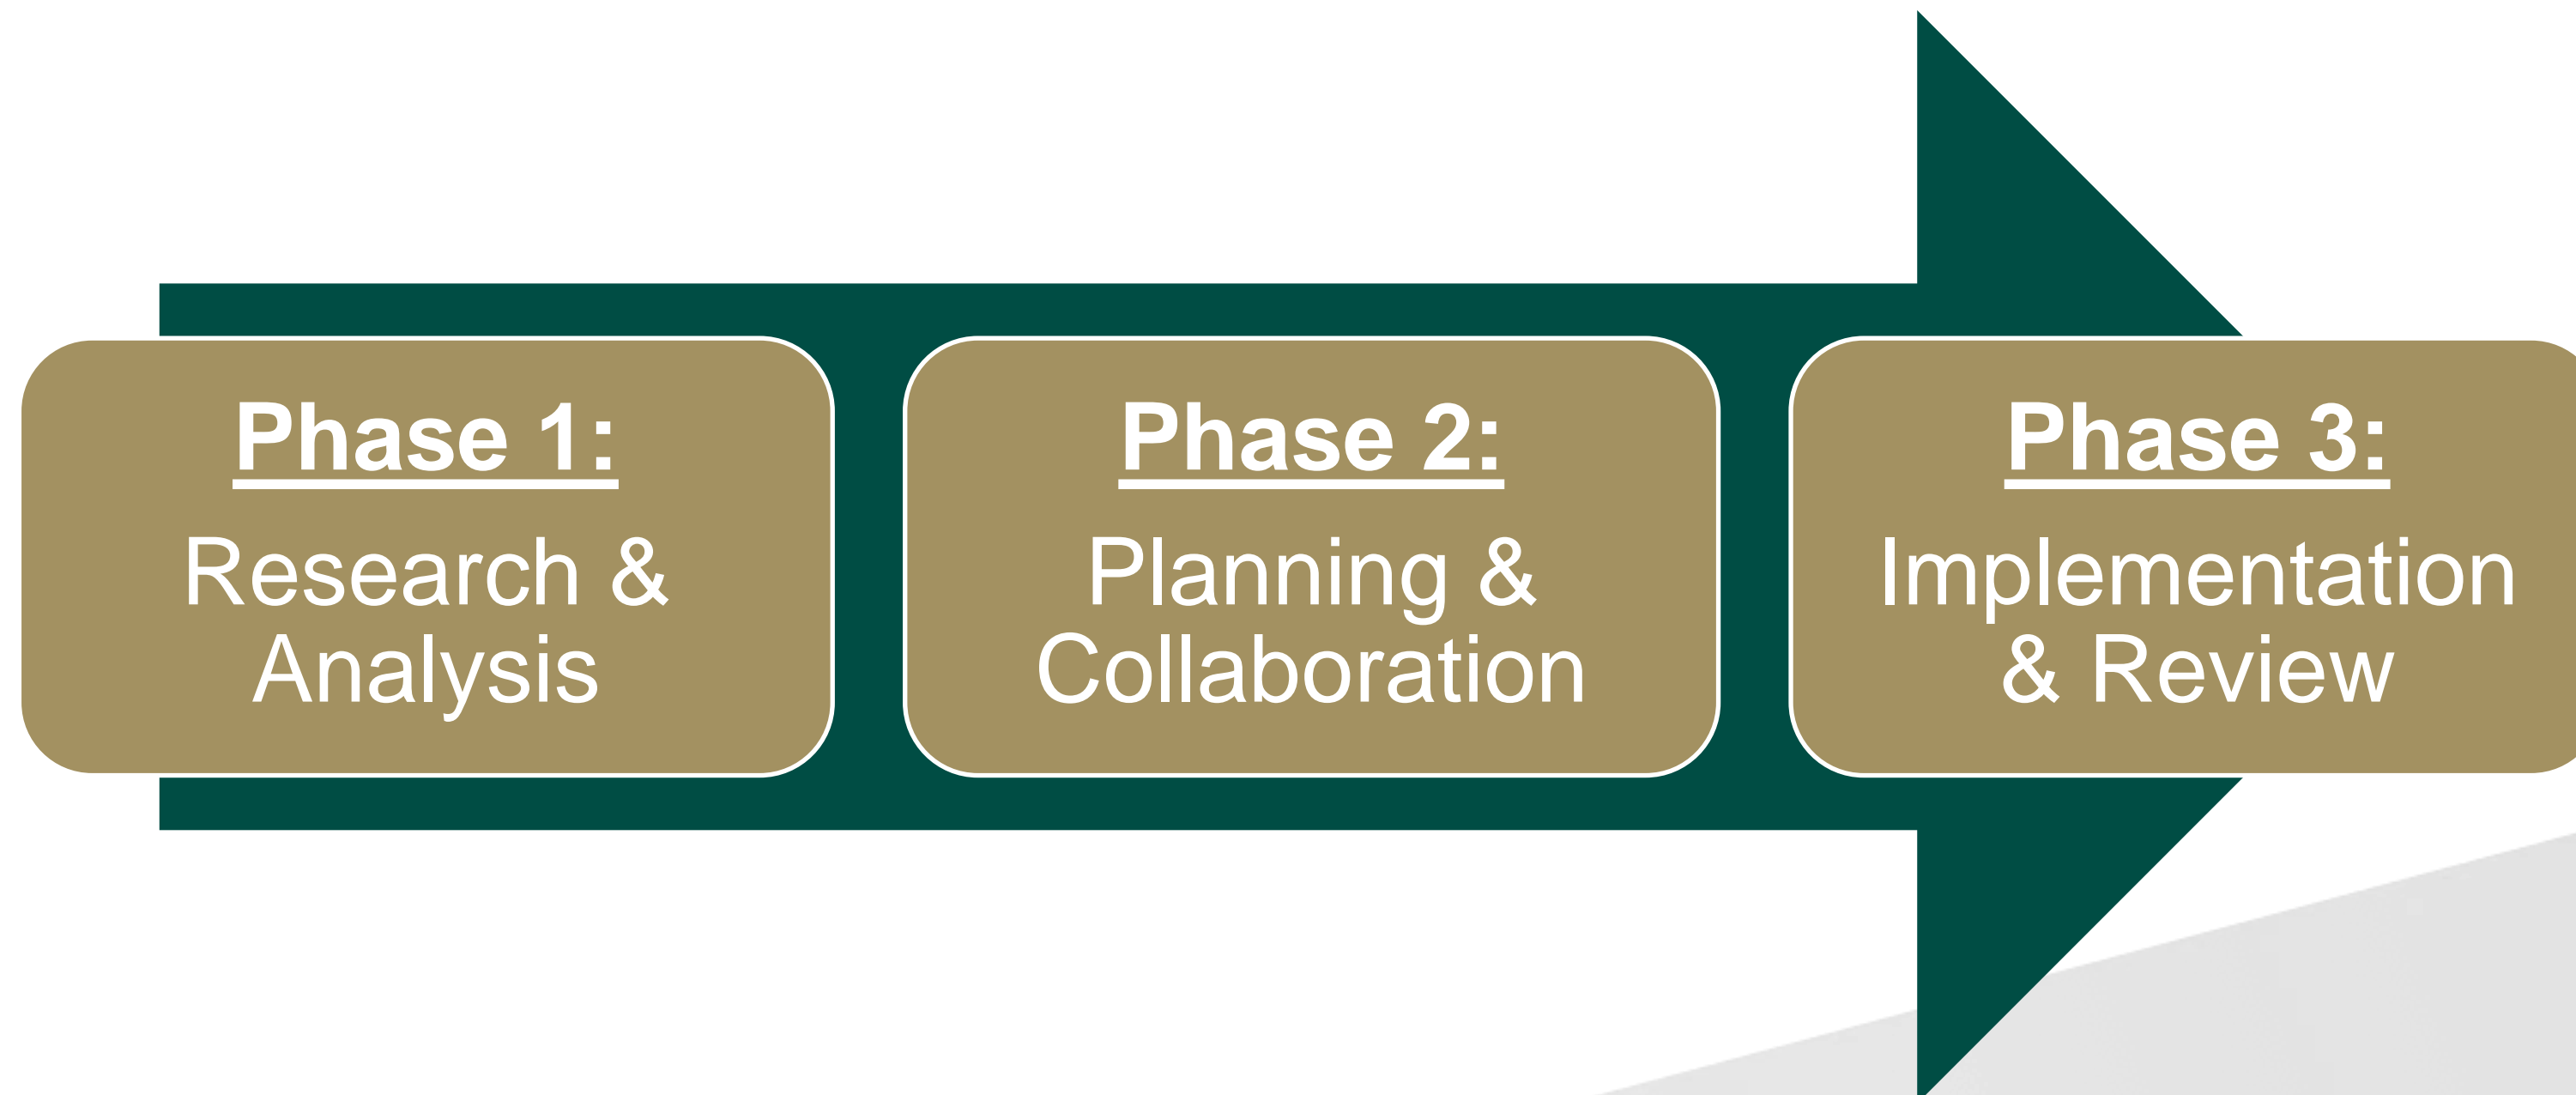 Phase 1:
Research &
Analysis
Phase 2:
Planning &
Collaboration
Phase 3:
Implementation
& Review